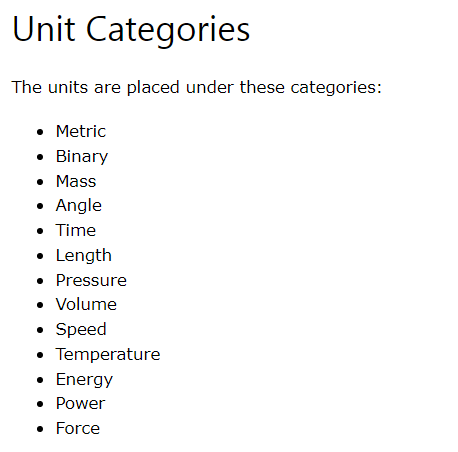 Unit Categories
The units are placed under these categories:
Metric
Binary
Mass
Angle
Time
Length
Pressure
Volume
Speed
Temperature
Energy
Power
Force